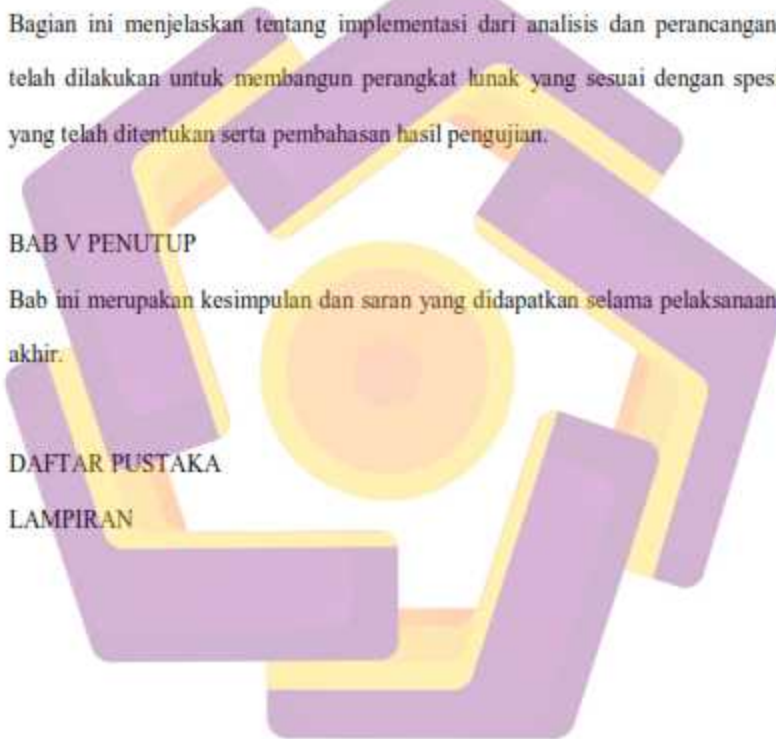 Bagian ini menjelaskan tentang implementasi dari analisis dan perancangan
telah dilakukan untuk membangun perangkat lunak yang sesuai dengan spes
yang telah ditentukan serta pembahasan hasil pengujian.
BAB V PENUTUP
Bab ini merupakan kesimpulan dan saran yang didapatkan selama pelaksanaan
akhir.
DAFTAR PUSTAKA
LAMPIRAN